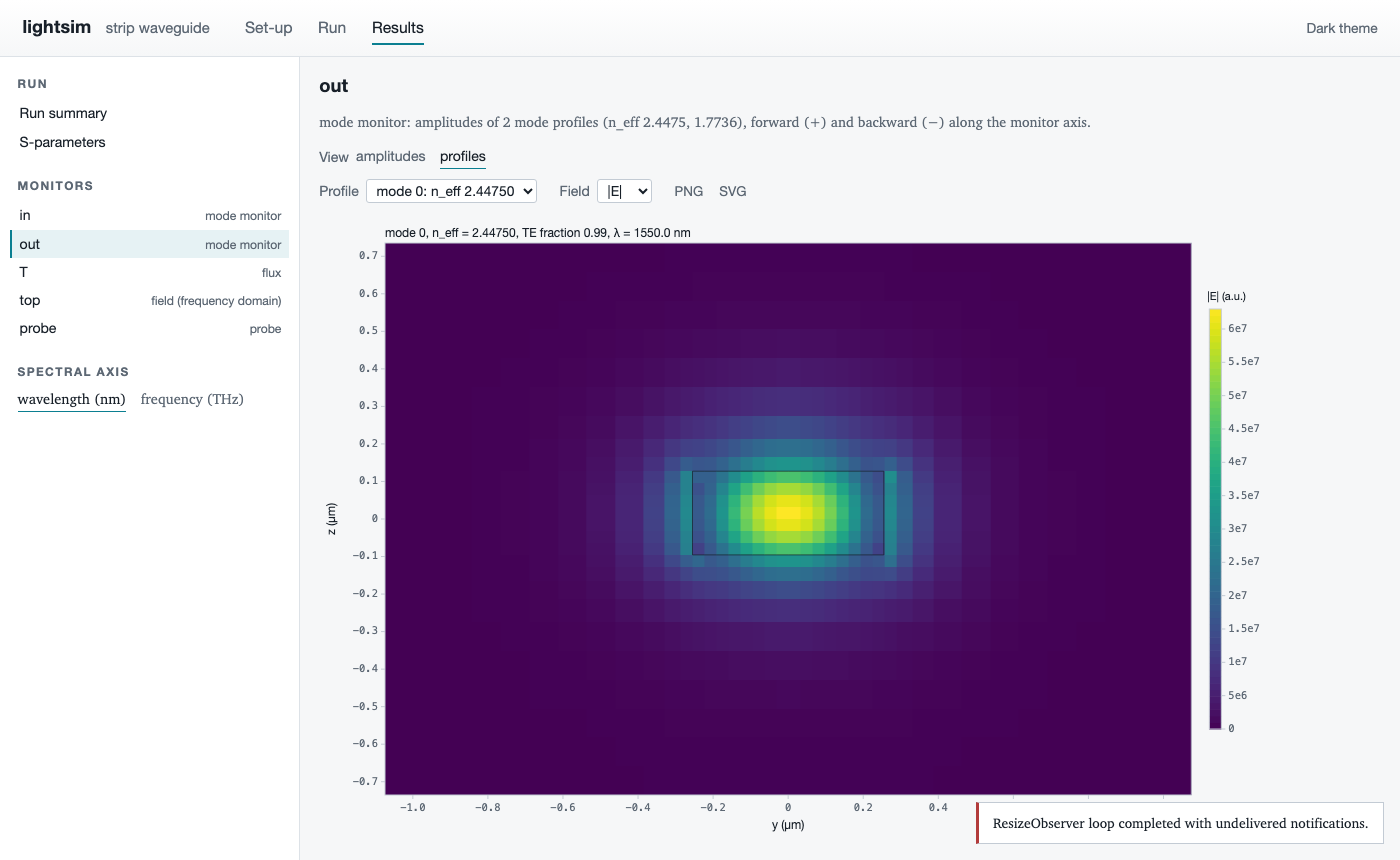 lightsim strip waveguide Set-up Run Results Dark theme
RUN
Run summary
S-parameters
MONITORS
in mode monitor
out mode monitor
T flux
top field (frequency domain)
probe probe
SPECTRAL AXIS
wavelength (nm) frequency (THz)
out
mode monitor: amplitudes of 2 mode profiles (n_eff 2.4475, 1.7736), forward (+) and backward (−) along the monitor axis.
View amplitudes profiles
Profile mode 0: n_eff 2.44750 Field |E| PNG SVG
mode 0, n_eff = 2.44750, TE fraction 0.99, λ = 1550.0 nm
0.7
0.6
0.5
0.4
0.3
0.2
0.1
0
−0.1
−0.2
−0.3
−0.4
−0.5
−0.6
−0.7
z (μm)
−1.0 −0.8 −0.6 −0.4 −0.2 0 0.2 0.4
y (μm)
|E| (a.u.)
6e7
5.5e7
5e7
4.5e7
4e7
3.5e7
3e7
2.5e7
2e7
1.5e7
1e7
5e6
0
ResizeObserver loop completed with undelivered notifications.